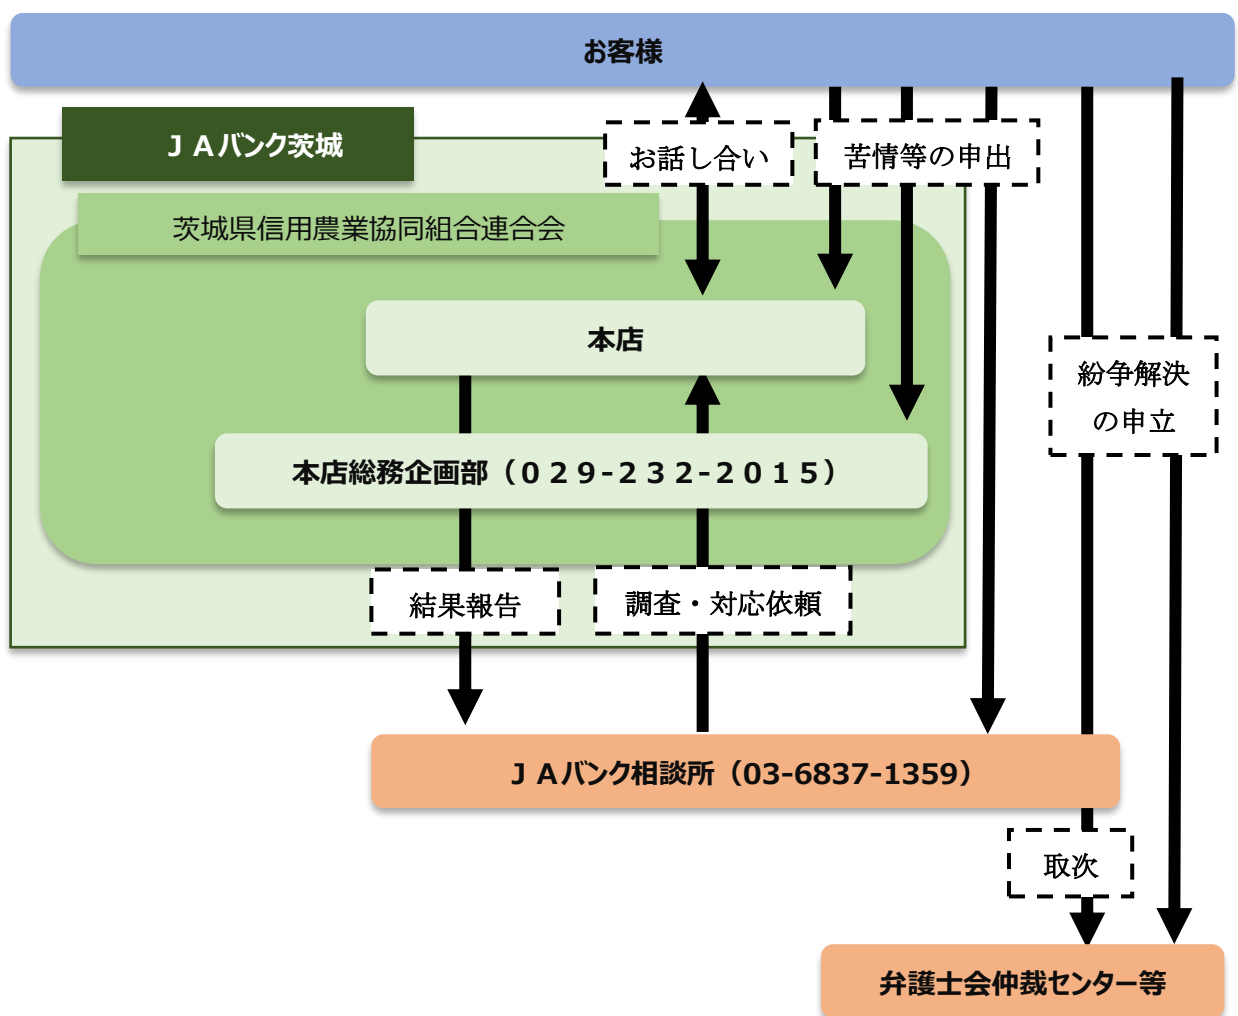 お客様
ＪＡバンク茨城
お話し合い
苦情等の申出
茨城県信用農業協同組合連合会
本店
紛争解決
の申立
本店総務企画部（０２９-２３２-２０１５）
結果報告
調査・対応依頼
ＪＡバンク相談所（03-6837-1359）
取次
弁護士会仲裁センター等